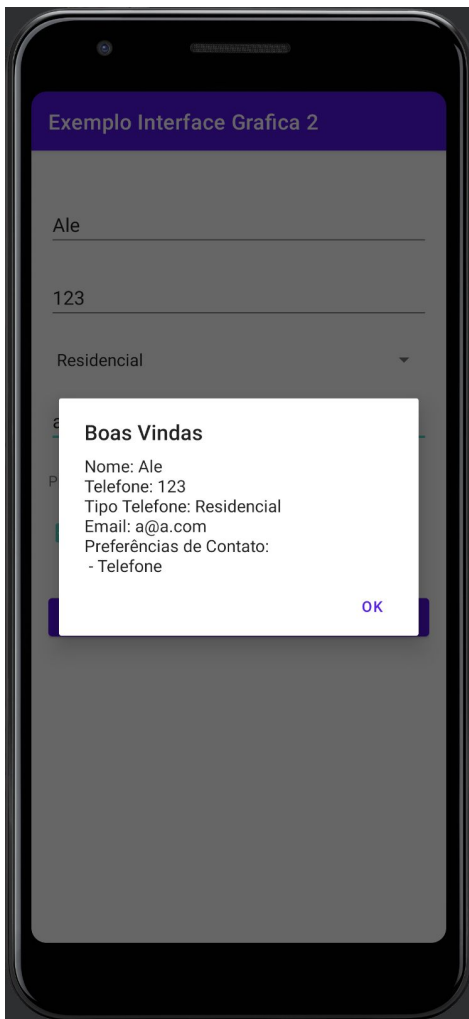 Exemplo Interface Grafica 2
Ale
123
Residencial
Boas Vindas
Nome: Ale
Telefone: 123
Tipo Telefone: Residencial
Email: a@a.com
Preferências de Contato:
- Telefone
OK